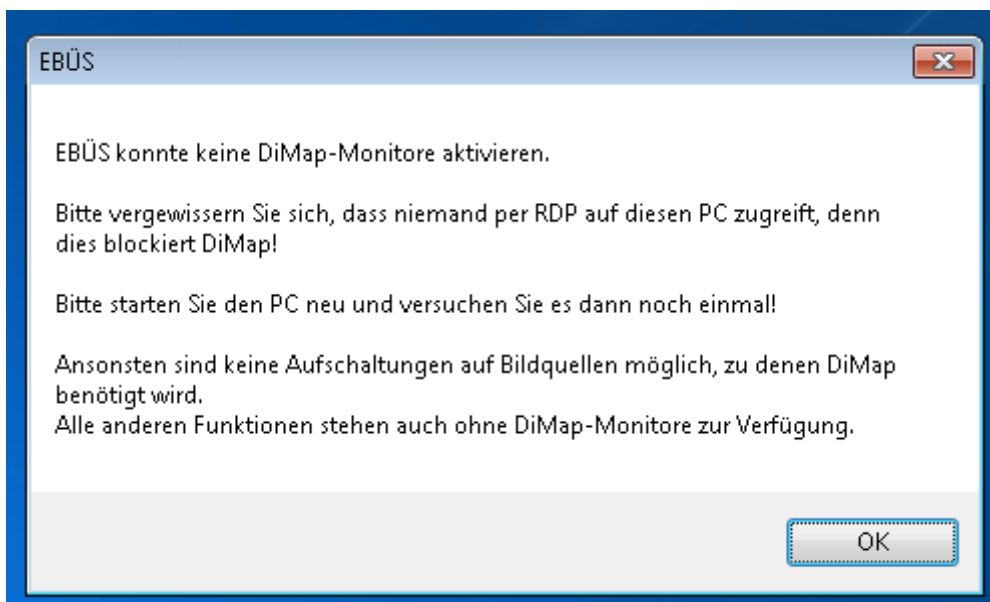 EBÜS
EBÜS konnte keine DiMap-Monitore aktivieren.
Bitte vergewissern Sie sich, dass niemand per RDP auf diesen PC zugreift, denn
dies blockiert DiMap!
Bitte starten Sie den PC neu und versuchen Sie es dann noch einmal!
Ansonsten sind keine Aufschaltungen auf Bildquellen möglich, zu denen DiMap
benötigt wird.
Alle anderen Funktionen stehen auch ohne DiMap-Monitore zur Verfügung.
OK